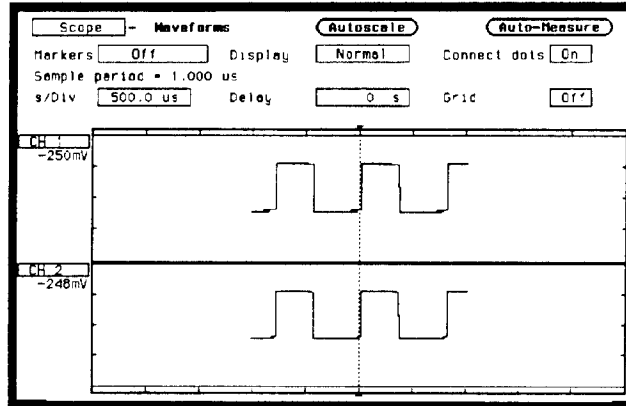 Scope - Waveforms Autoscale Auto-Measure
Markers Off Display Normal Connect dots On
Sample period = 1.000 us
s/Div 500.0 us Delay 0 s Grid Off
CH 1
-250mV
CH 2
-248mV